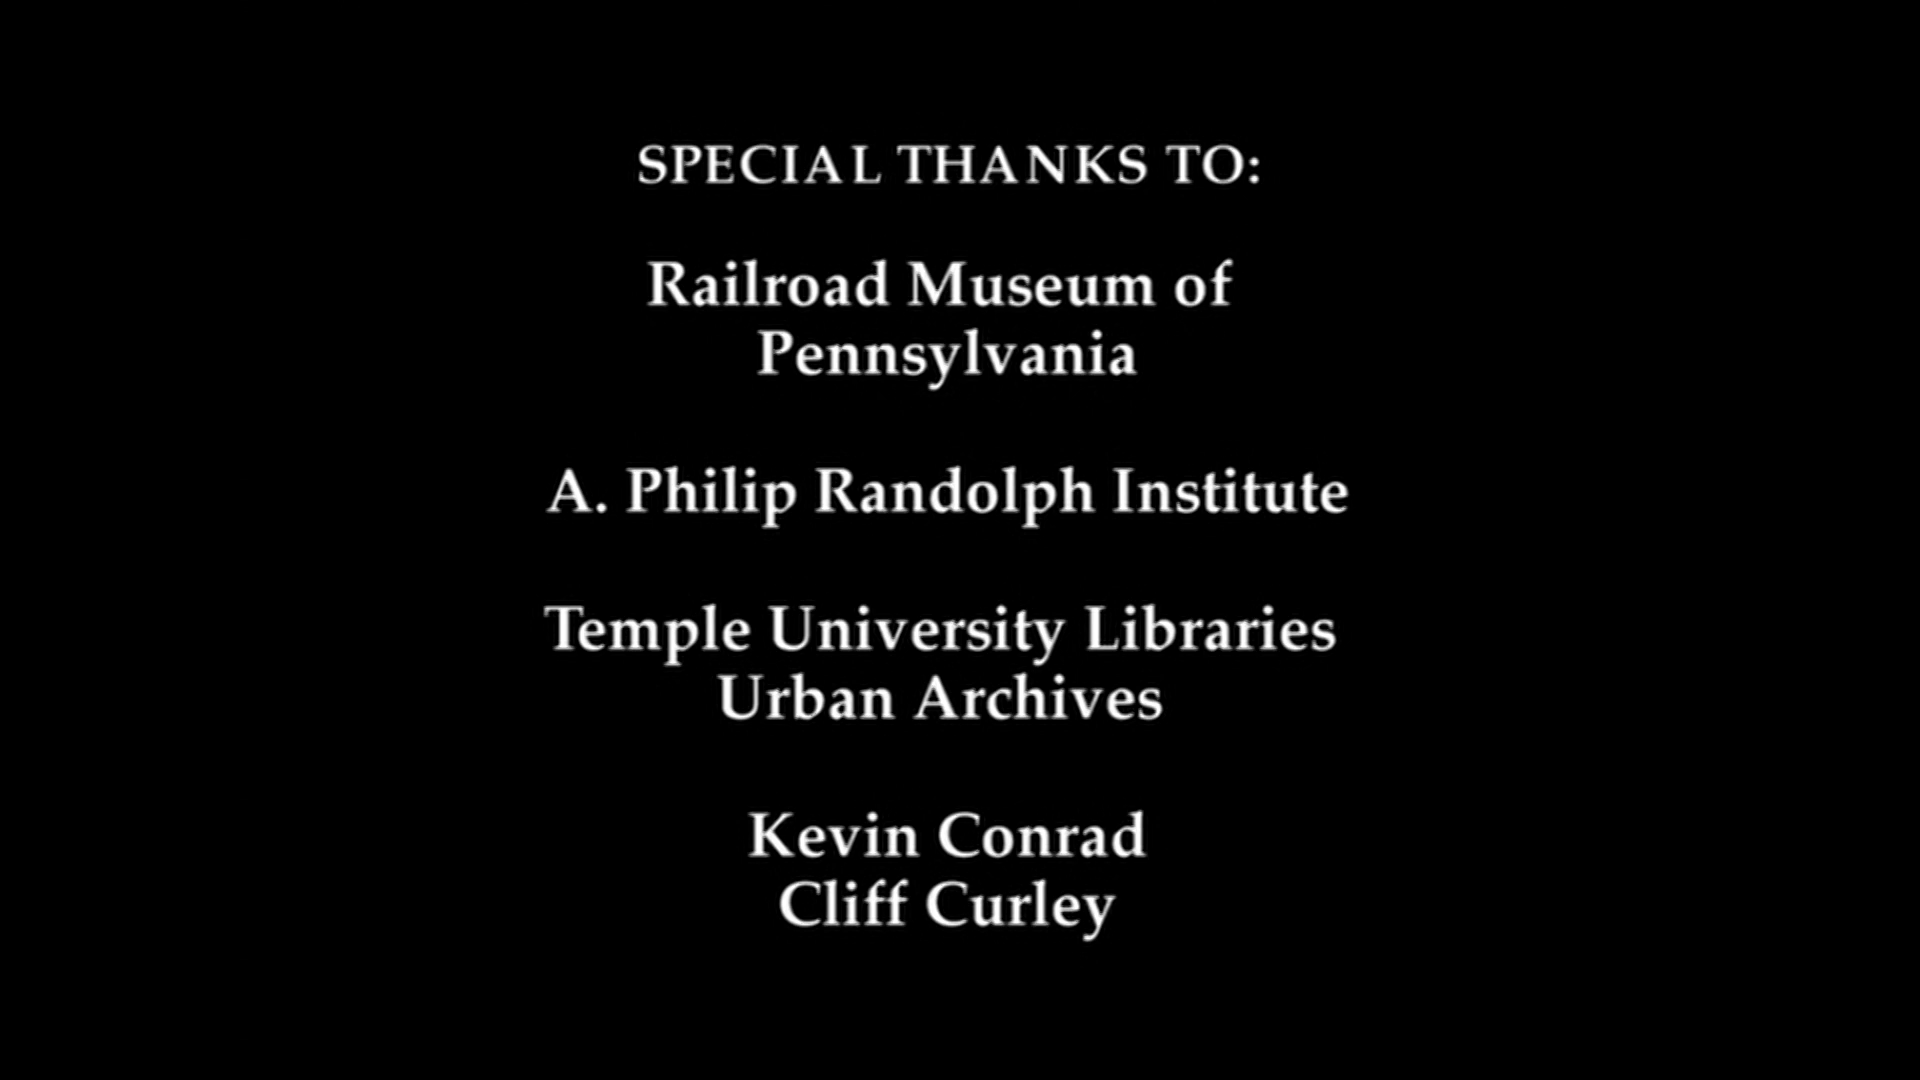 SPECIAL THANKS TO:
Railroad Museum of
Pennsylvania
A. Philip Randolph Institute
Temple University Libraries
Urban Archives
Kevin Conrad
Cliff Curley